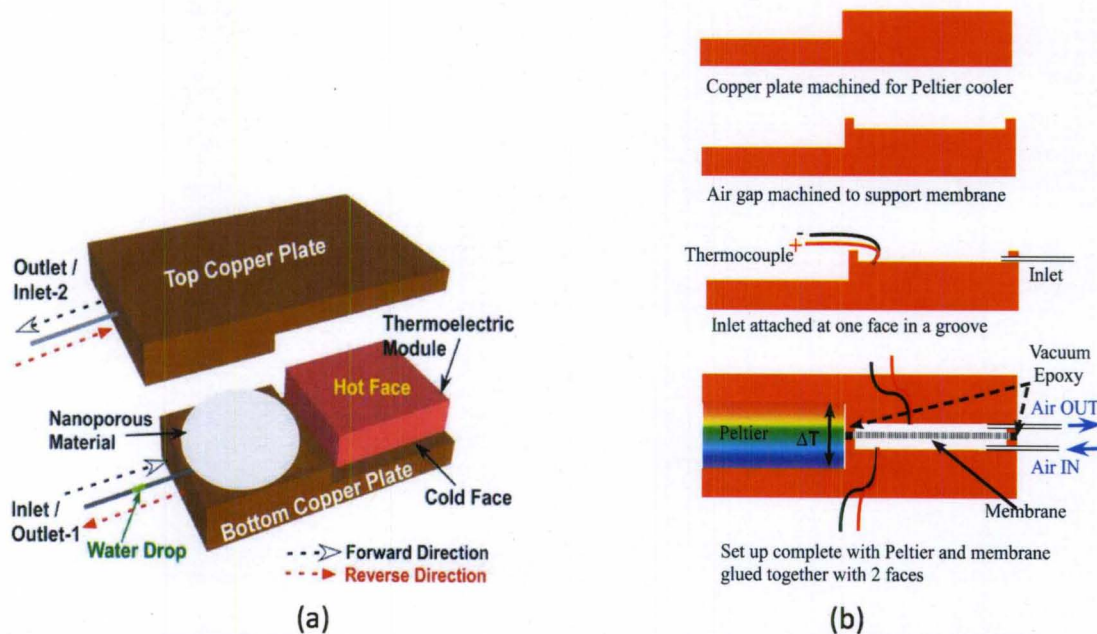 Top Copper Plate
Outlet /
Inlet-2
Thermoelectric
Module
Hot Face
Nanoporous
Material
Cold Face
Bottom Copper Plate
Inlet /
Outlet-1
Water Drop
Forward Direction
Reverse Direction
(a)
Copper plate machined for Peltier cooler
Air gap machined to support membrane
-
+
Thermocouple
Inlet
Inlet attached at one face in a groove
Vacuum
Epoxy
Air OUT
Peltier
ΔT
Air IN
Membrane
Set up complete with Peltier and membrane
glued together with 2 faces
(b)